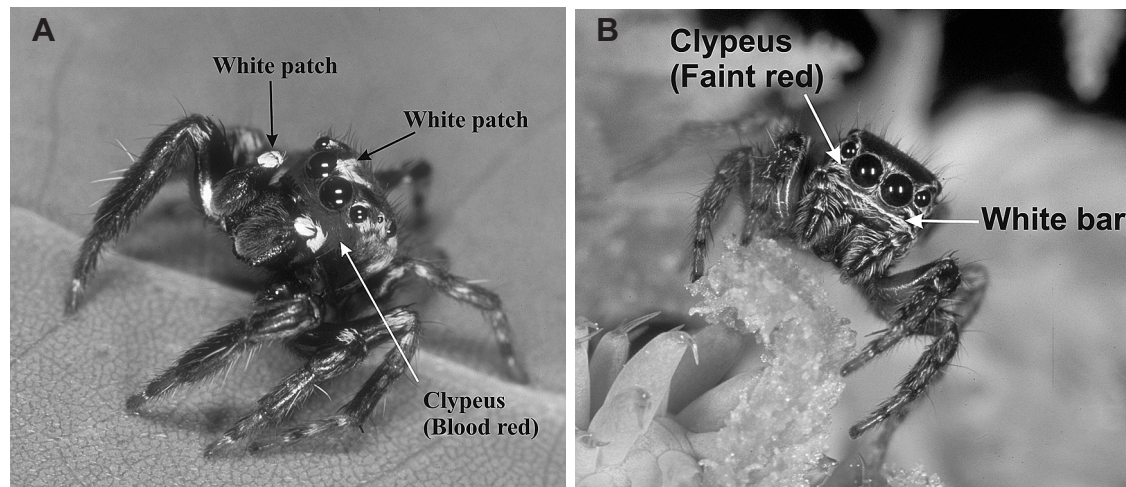 A
White patch
White patch
Clypeus
(Blood red)
B
Clypeus
(Faint red)
White bar